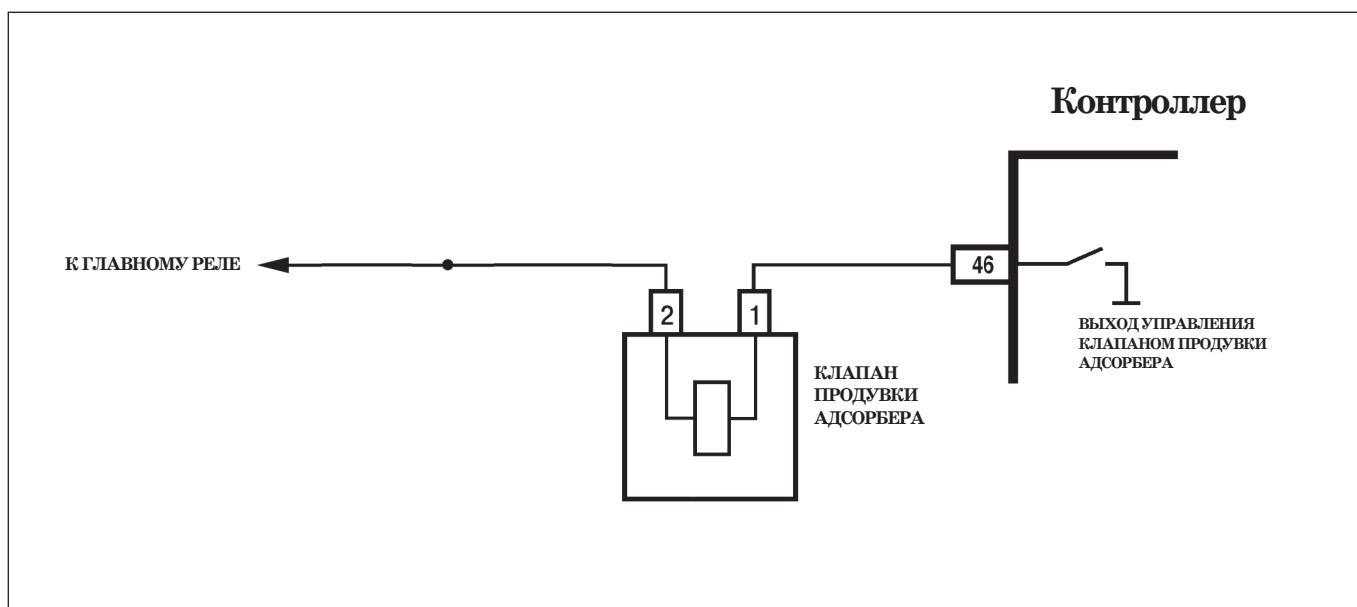 Контроллер
К ГЛАВНОМУ РЕЛЕ
46
2
1
ВЫХОД УПРАВЛЕНИЯ
КЛАПАНОМ ПРОДУВКИ
АДСОРБЕРА
КЛАПАН
ПРОДУВКИ
АДСОРБЕРА